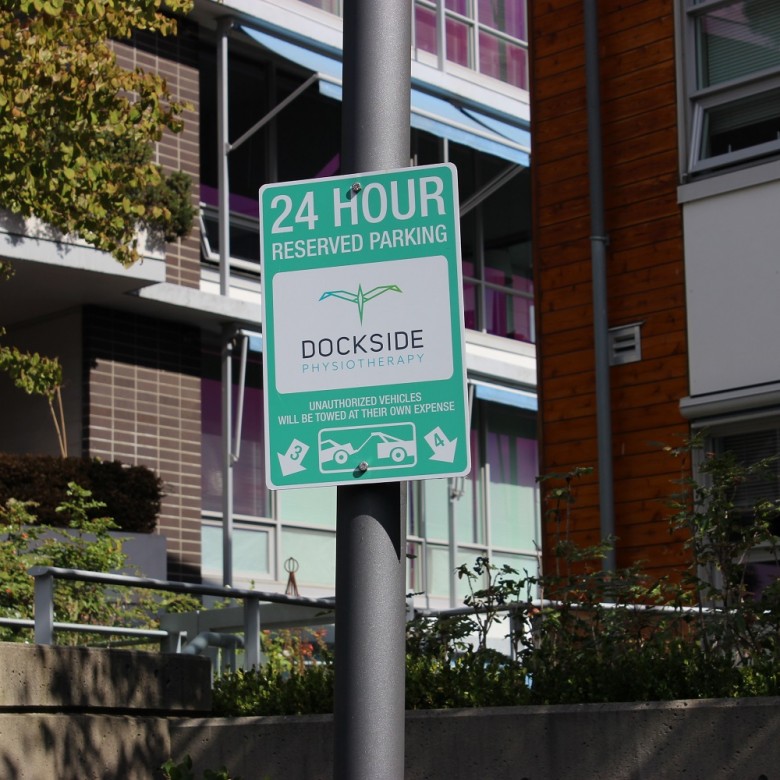 24 HOUR
RESERVED PARKING
DOCKSIDE
PHYSIOTHERAPY
UNAUTHORIZED VEHICLES
WILL BE TOWED AT THEIR OWN EXPENSE
3 4